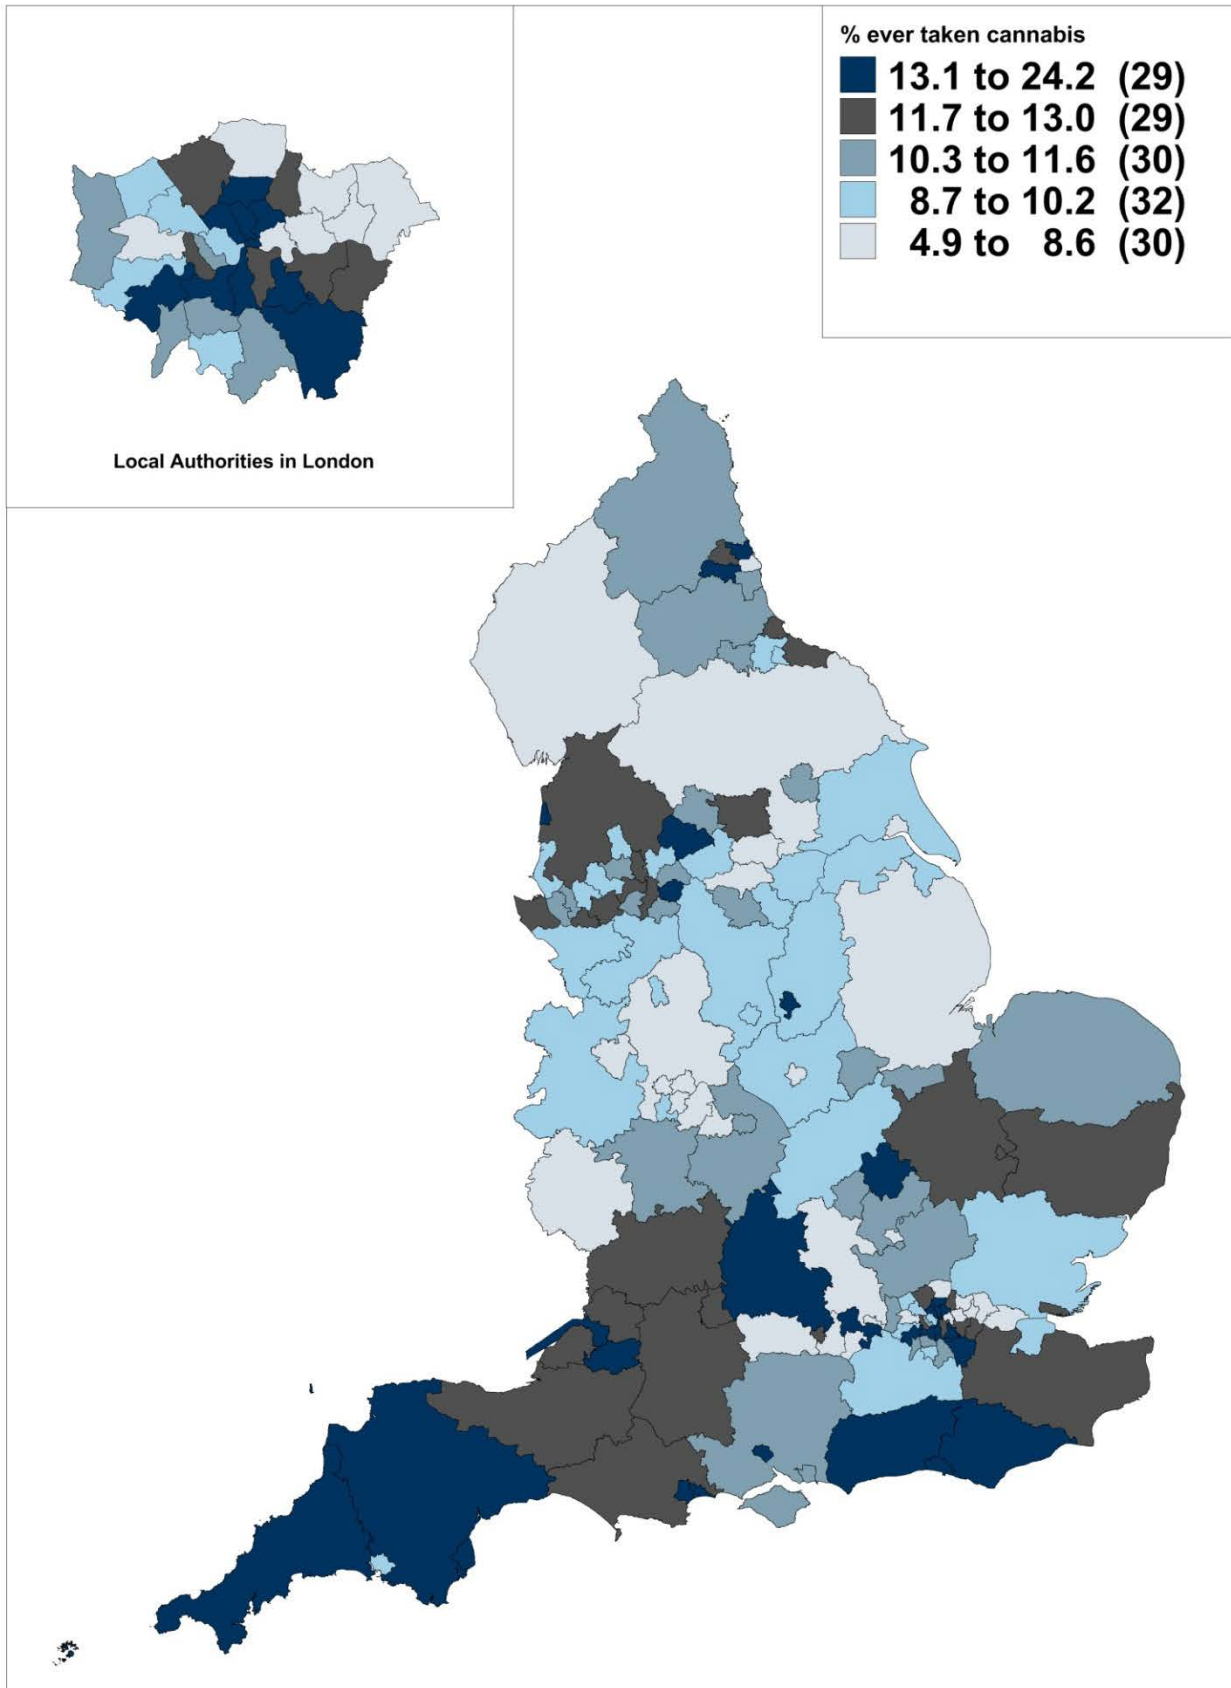 % ever taken cannabis
13.1 to 24.2 (29)
11.7 to 13.0 (29)
10.3 to 11.6 (30)
8.7 to 10.2 (32)
4.9 to 8.6 (30)
Local Authorities in London